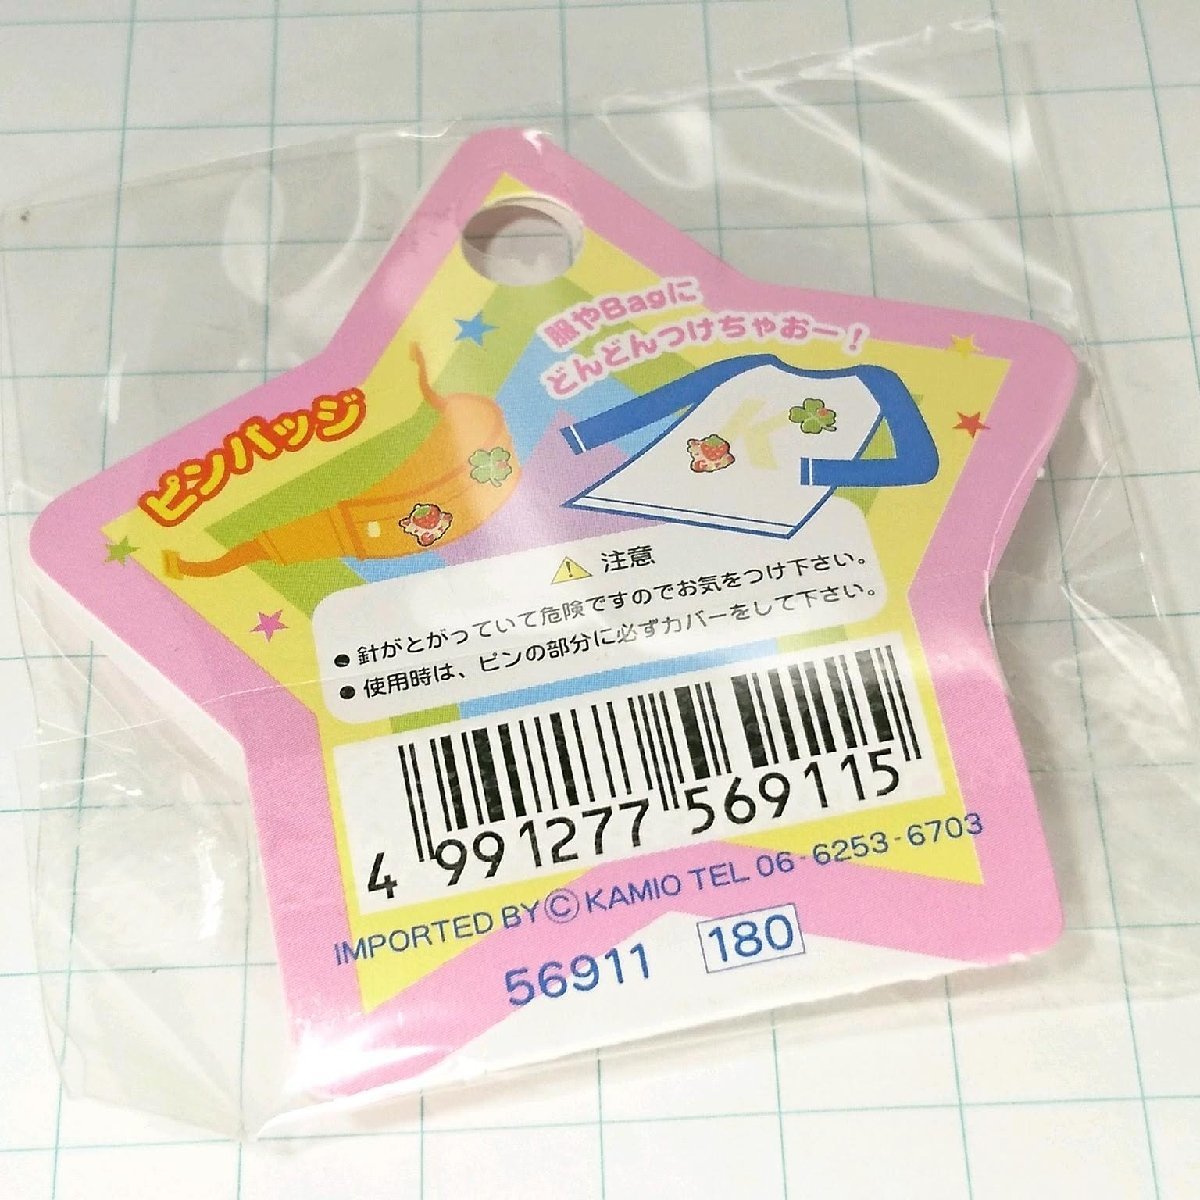 服やBagに
どんどんつけちゃおー!
ピンバッジ
K
注意
● 針がとがっていて危険ですのでお気をつけ下さい。
● 使用時は、ピンの部分に必ずカバーをして下さい。
4 991277 569115
IMPORTED BY © KAMIO TEL 06-6253-6703
56911 180